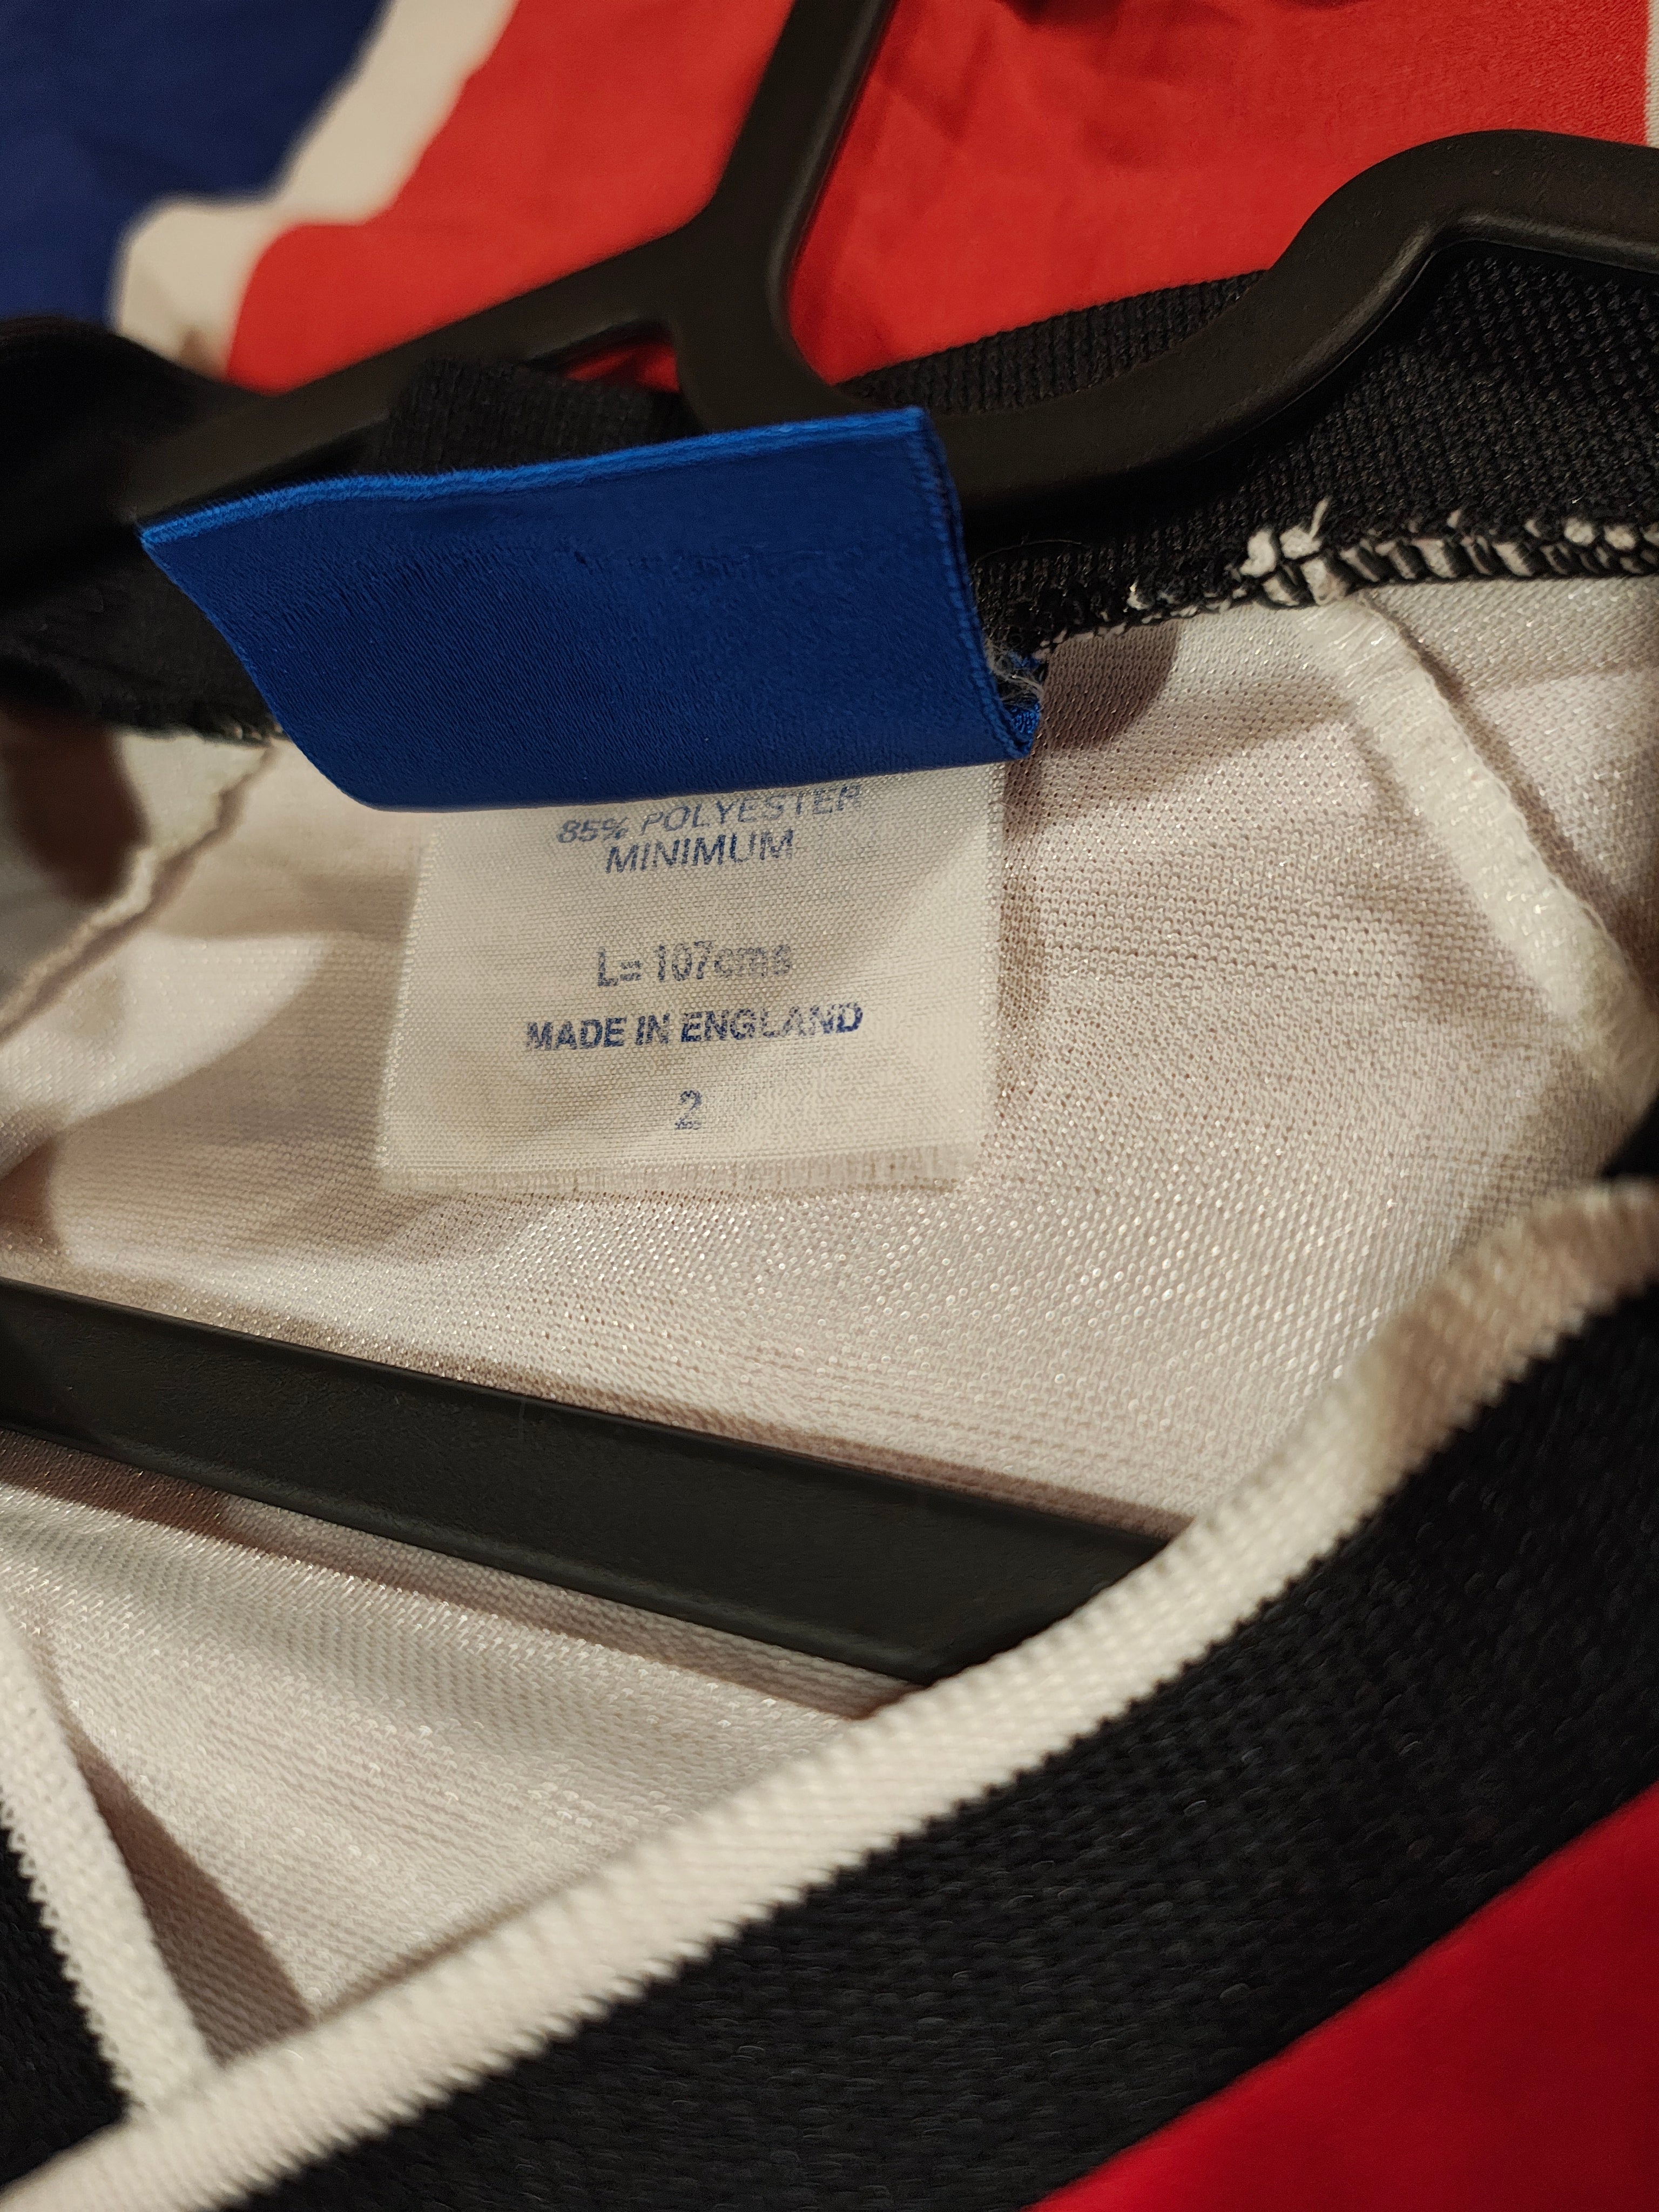 85% POLYESTER
MINIMUM
L= 107cms
MADE IN ENGLAND
2